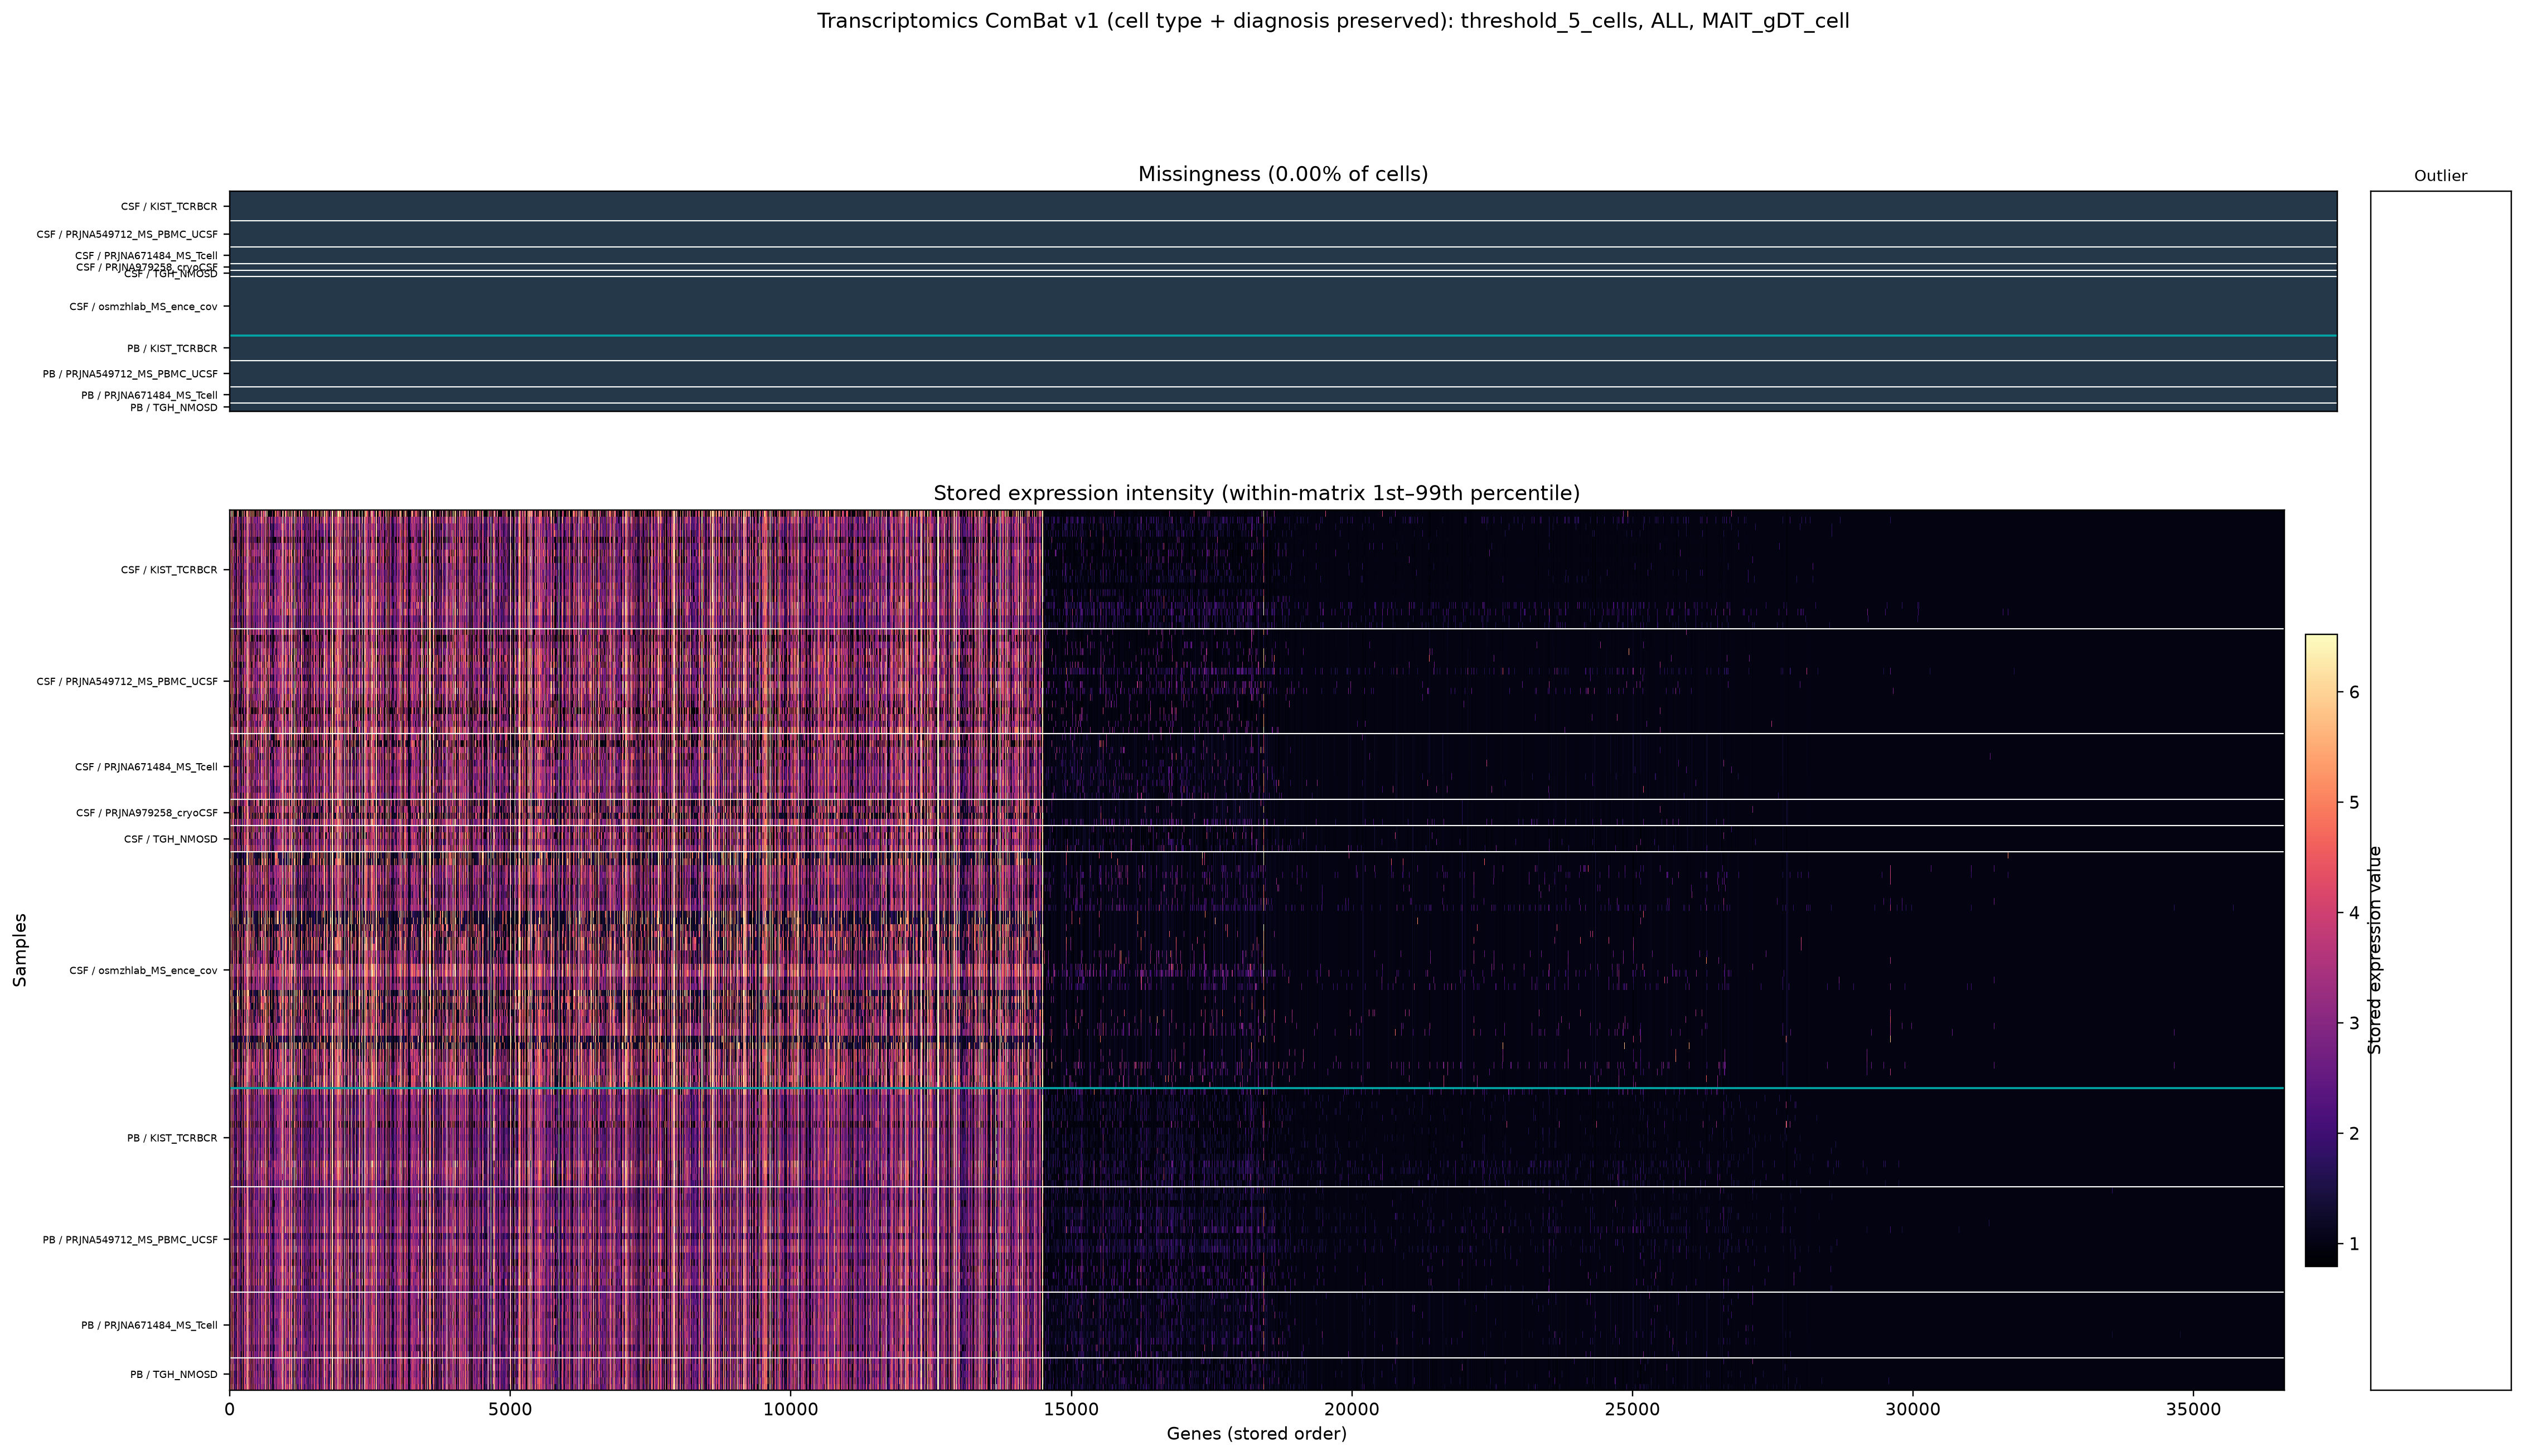 Transcriptomics ComBat v1 (cell type + diagnosis preserved): threshold_5_cells, ALL, MAIT_gDT_cell
Missingness (0.00% of cells)
Outlier
CSF / KIST_TCRBCR
CSF / PRJNA549712_MS_PBMC_UCSF
CSF / PRJNA671484_MS_Tcell
CSF / PRJNA979258_cryoCSF
CSF / TGH_NMOSD
CSF / osmzhlab_MS_ence_cov
PB / KIST_TCRBCR
PB / PRJNA549712_MS_PBMC_UCSF
PB / PRJNA671484_MS_Tcell
PB / TGH_NMOSD
Stored expression intensity (within-matrix 1st–99th percentile)
Samples
CSF / KIST_TCRBCR
CSF / PRJNA549712_MS_PBMC_UCSF
CSF / PRJNA671484_MS_Tcell
CSF / PRJNA979258_cryoCSF
CSF / TGH_NMOSD
CSF / osmzhlab_MS_ence_cov
PB / KIST_TCRBCR
PB / PRJNA549712_MS_PBMC_UCSF
PB / PRJNA671484_MS_Tcell
PB / TGH_NMOSD
0 5000 10000 15000 20000 25000 30000 35000
Genes (stored order)
6
5
4
3
2
1
Stored expression value